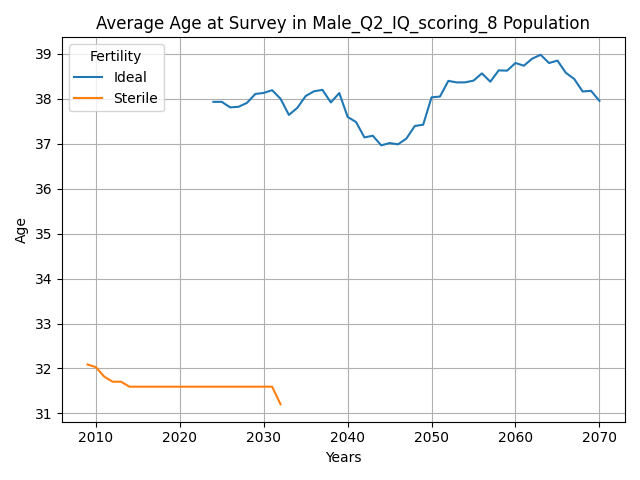 Average Age at Survey in Male_Q2_IQ_scoring_8 Population
Fertility
Ideal
Sterile
39
38
37
36
35
34
33
32
31
Age
2010 2020 2030 2040 2050 2060 2070
Years